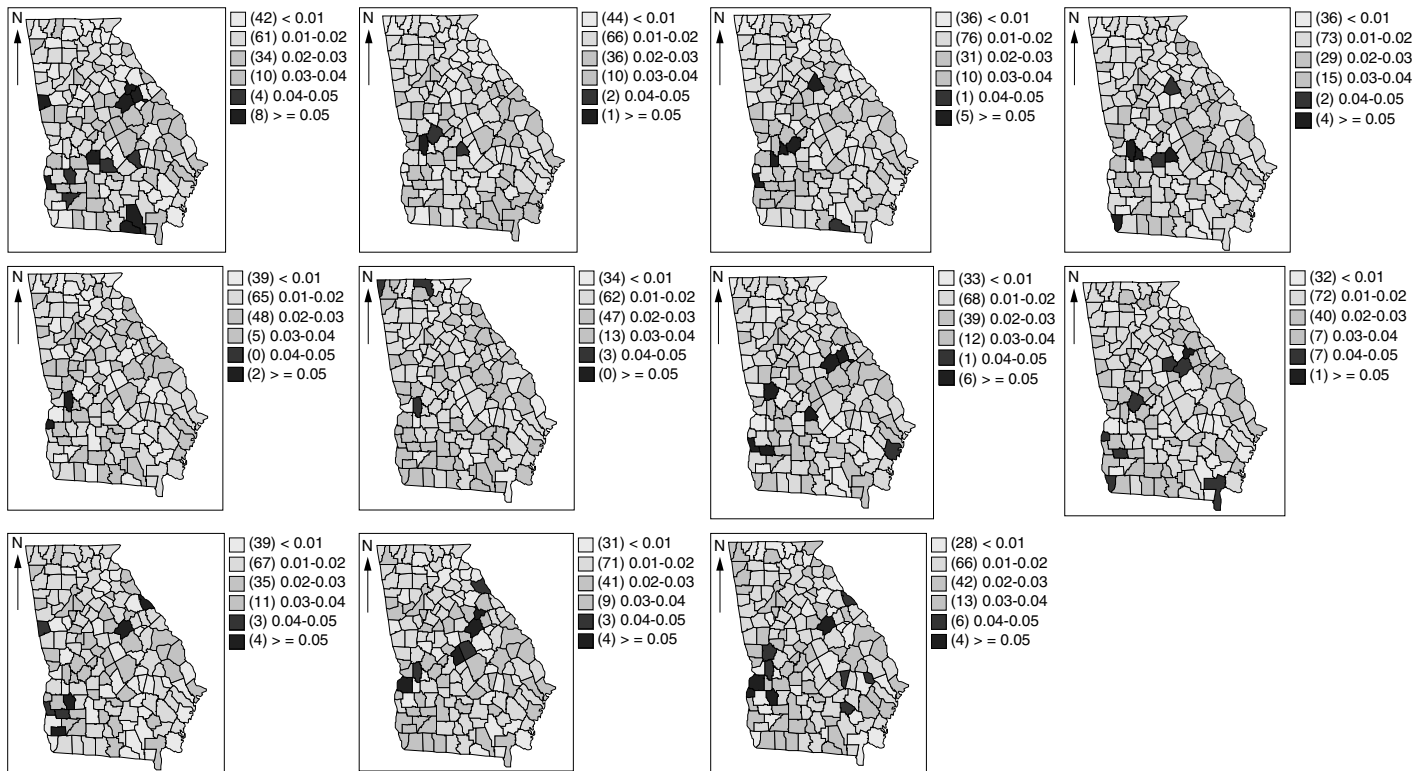 N
(42) < 0.01
(61) 0.01-0.02
(34) 0.02-0.03
(10) 0.03-0.04
(4) 0.04-0.05
(8) > = 0.05
N
(44) < 0.01
(66) 0.01-0.02
(36) 0.02-0.03
(10) 0.03-0.04
(2) 0.04-0.05
(1) > = 0.05
N
(36) < 0.01
(76) 0.01-0.02
(31) 0.02-0.03
(10) 0.03-0.04
(1) 0.04-0.05
(5) > = 0.05
N
(36) < 0.01
(73) 0.01-0.02
(29) 0.02-0.03
(15) 0.03-0.04
(2) 0.04-0.05
(4) > = 0.05
N
(39) < 0.01
(65) 0.01-0.02
(48) 0.02-0.03
(5) 0.03-0.04
(0) 0.04-0.05
(2) > = 0.05
N
(34) < 0.01
(62) 0.01-0.02
(47) 0.02-0.03
(13) 0.03-0.04
(3) 0.04-0.05
(0) > = 0.05
N
(33) < 0.01
(68) 0.01-0.02
(39) 0.02-0.03
(12) 0.03-0.04
(1) 0.04-0.05
(6) > = 0.05
N
(32) < 0.01
(72) 0.01-0.02
(40) 0.02-0.03
(7) 0.03-0.04
(7) 0.04-0.05
(1) > = 0.05
N
(39) < 0.01
(67) 0.01-0.02
(35) 0.02-0.03
(11) 0.03-0.04
(3) 0.04-0.05
(4) > = 0.05
N
(31) < 0.01
(71) 0.01-0.02
(41) 0.02-0.03
(9) 0.03-0.04
(3) 0.04-0.05
(4) > = 0.05
N
(28) < 0.01
(66) 0.01-0.02
(42) 0.02-0.03
(13) 0.03-0.04
(6) 0.04-0.05
(4) > = 0.05